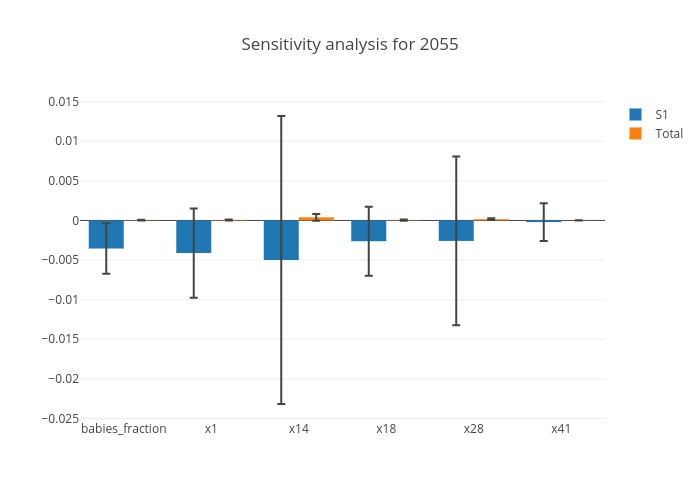 Sensitivity analysis for 2055
0.015
0.01
0.005
0
−0.005
−0.01
−0.015
−0.02
−0.025
babies_fraction
x1
x14
x18
x28
x41
S1
Total